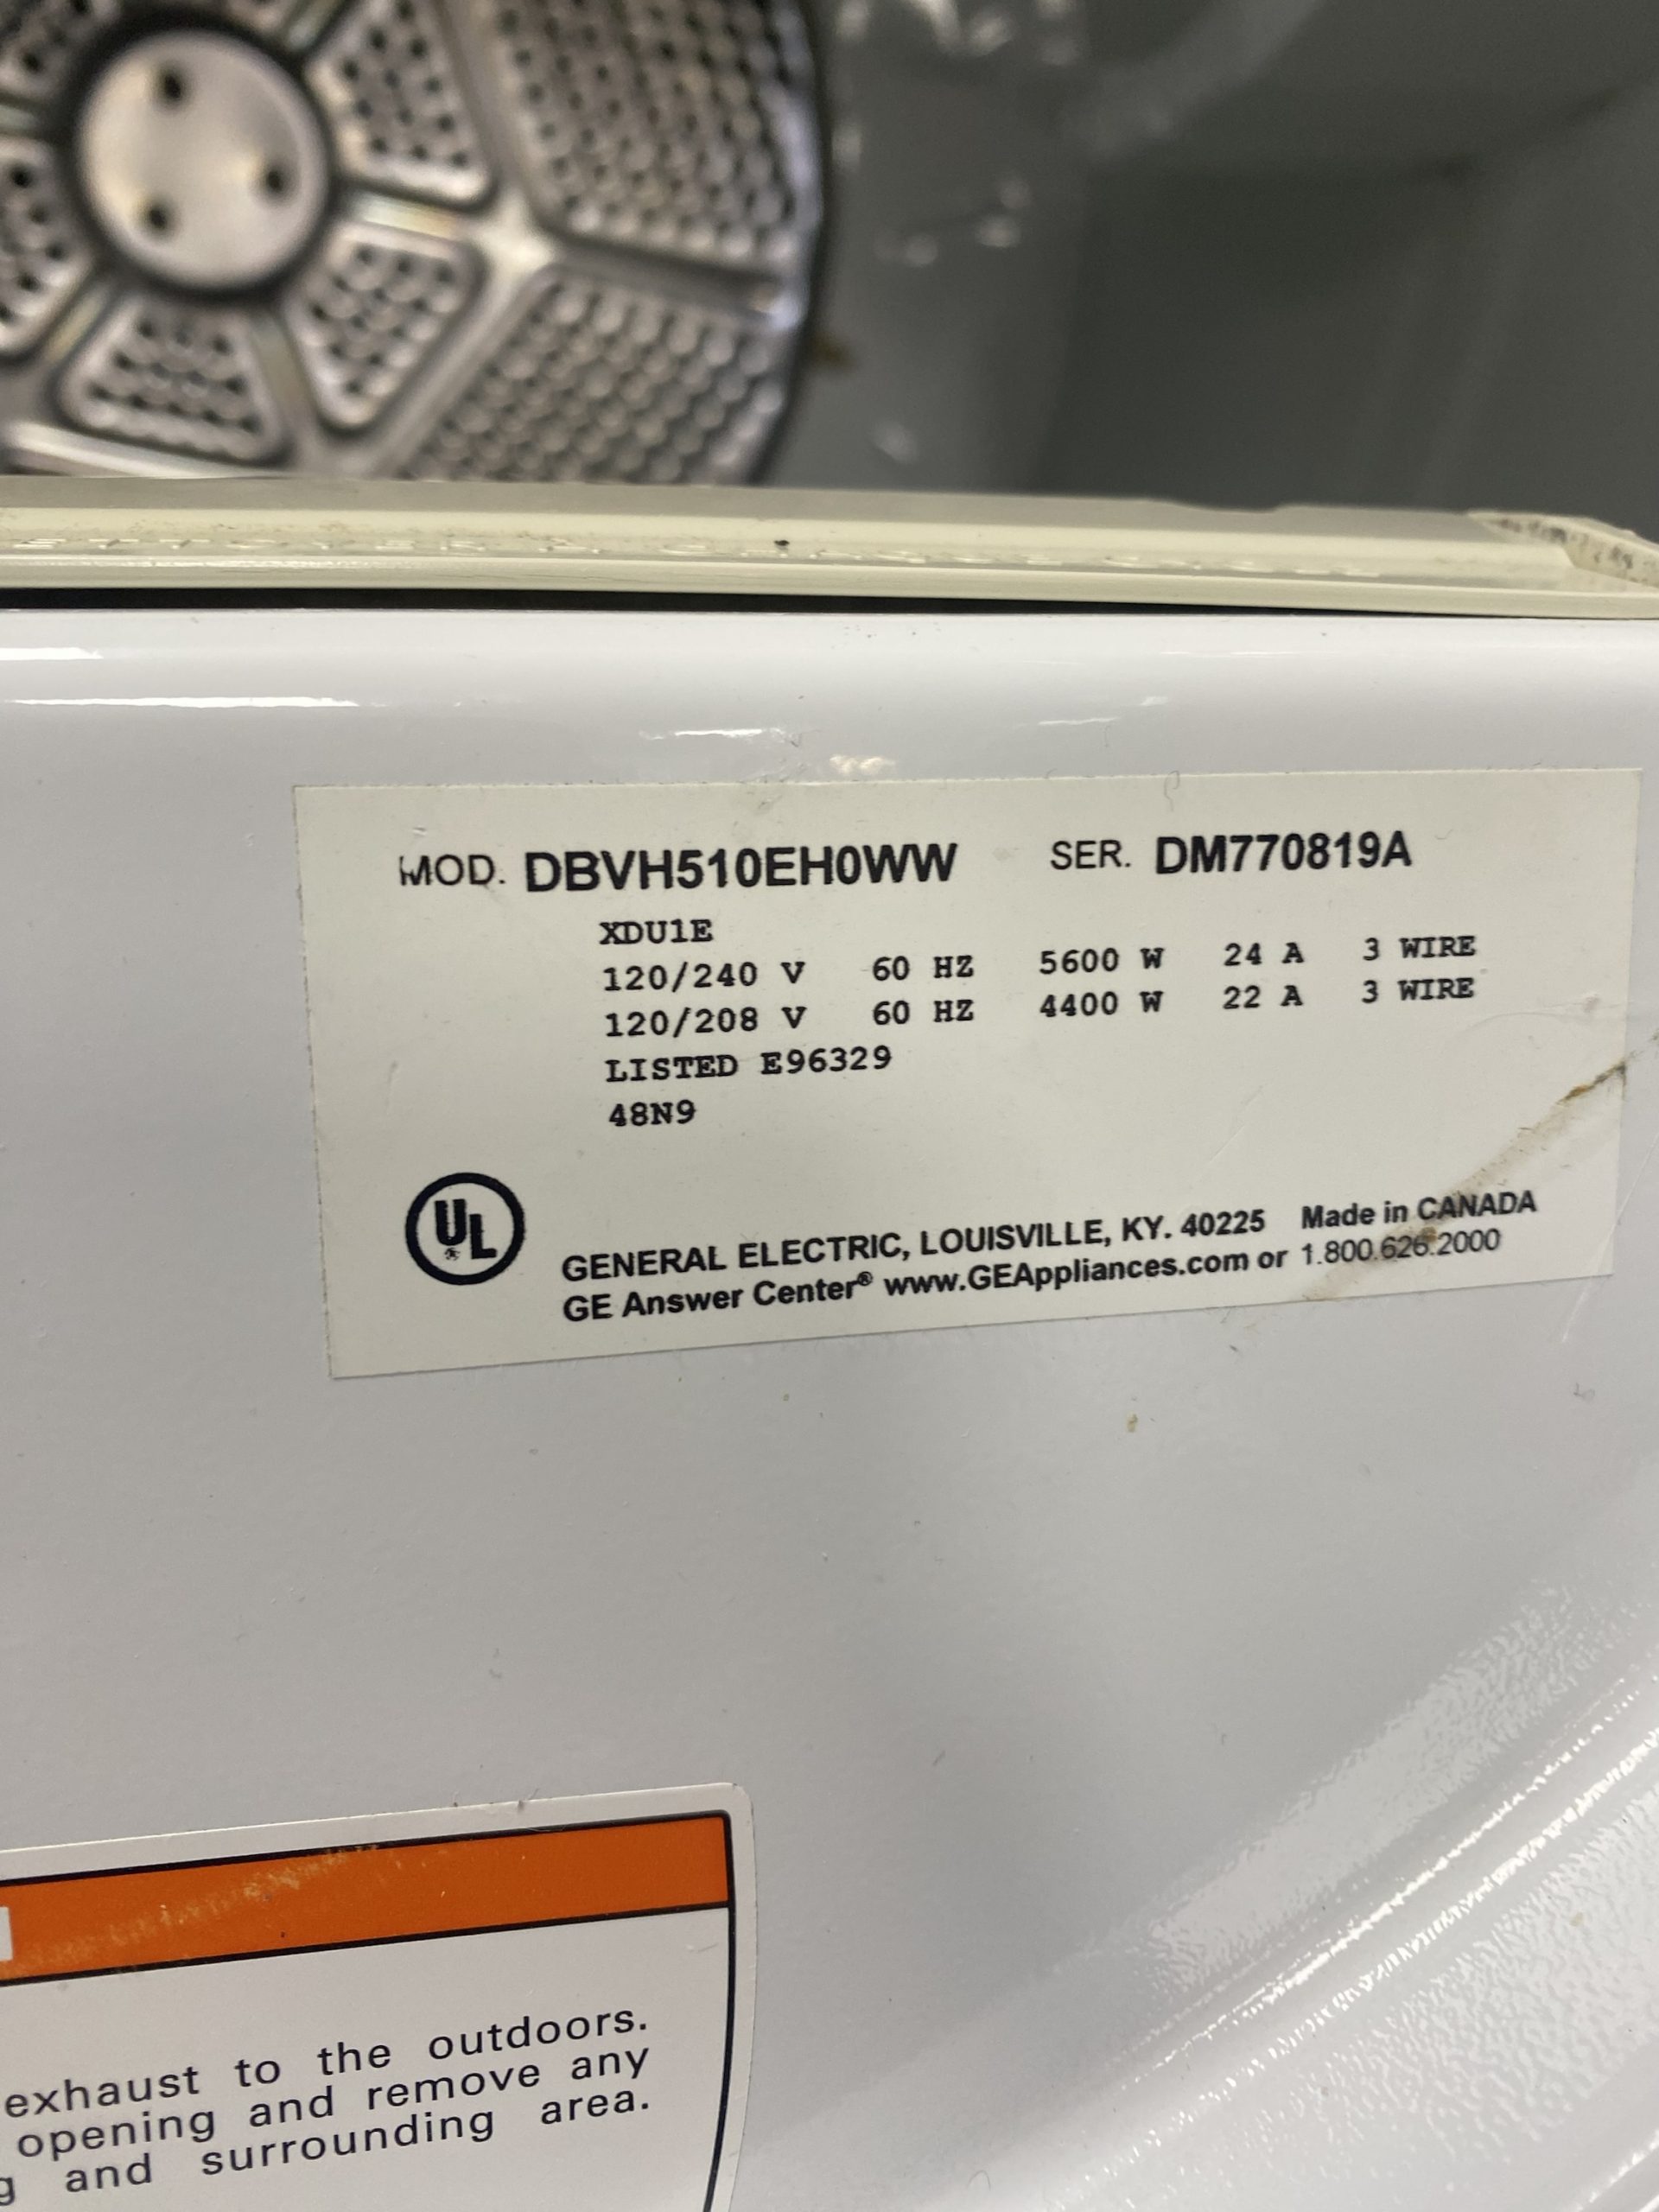 MOD. DBVH510EH0WW SER. DM770819A
XDU1E
120/240 V 60 HZ 5600 W 24 A 3 WIRE
120/208 V 60 HZ 4400 W 22 A 3 WIRE
LISTED E96329
48N9
UL ®
GENERAL ELECTRIC, LOUISVILLE, KY. 40225 Made in CANADA
GE Answer Center® www.GEAppliances.com or 1.800.626.2000
exhaust to the outdoors.
opening and remove any
and surrounding area.